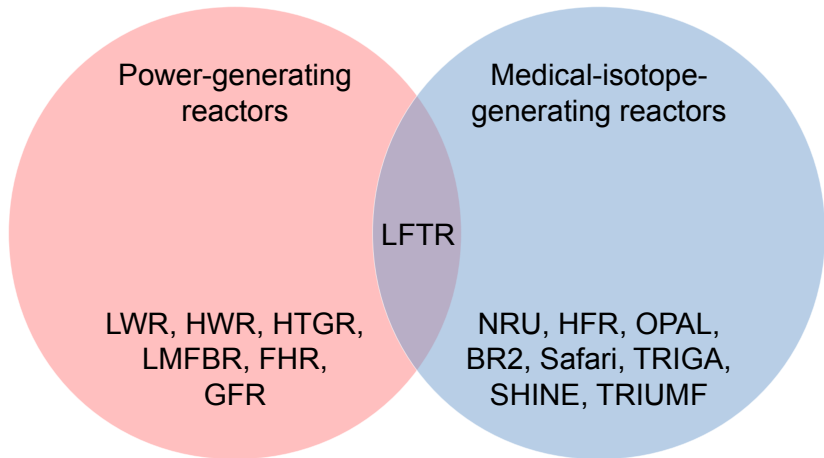 Power-generating
reactors
Medical-isotope-
generating reactors
LFTR
LWR, HWR, HTGR,
LMFBR, FHR,
GFR
NRU, HFR, OPAL,
BR2, Safari, TRIGA,
SHINE, TRIUMF